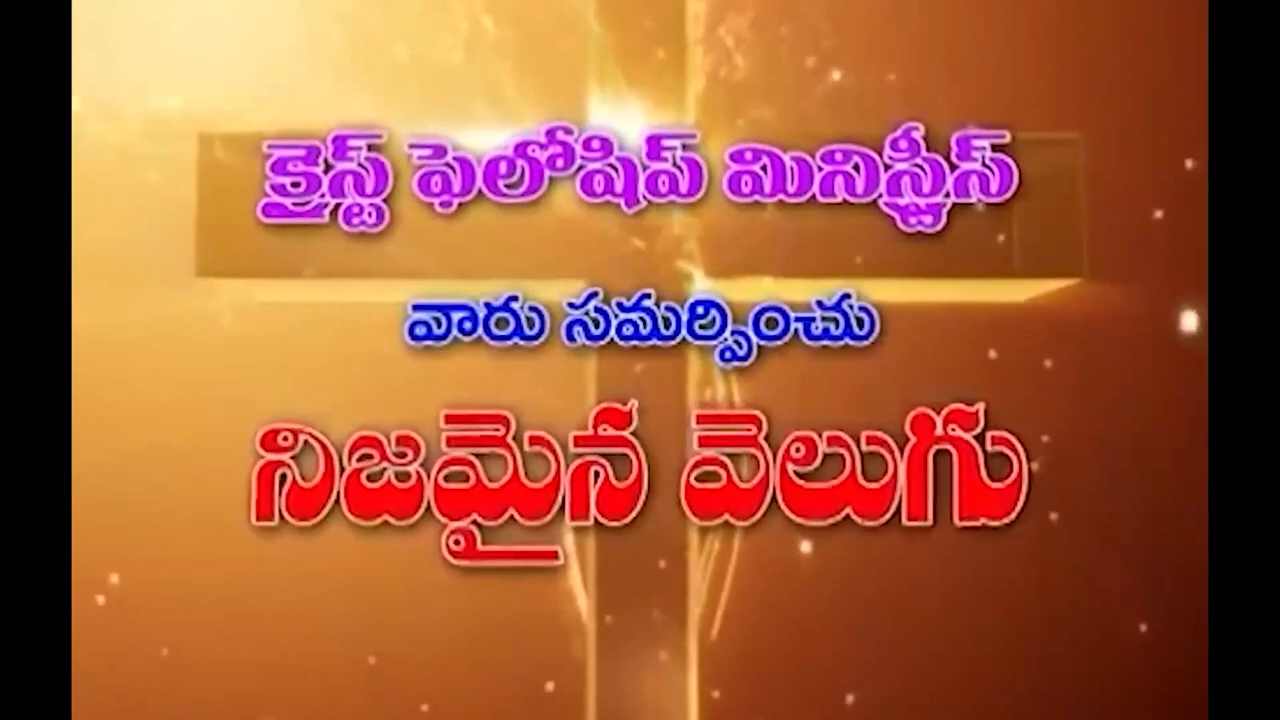 క్రైస్ట్ ఫెలోషిప్ మినిస్ట్రీస్
వారు సమర్పించు
నిజమైన వెలుగు